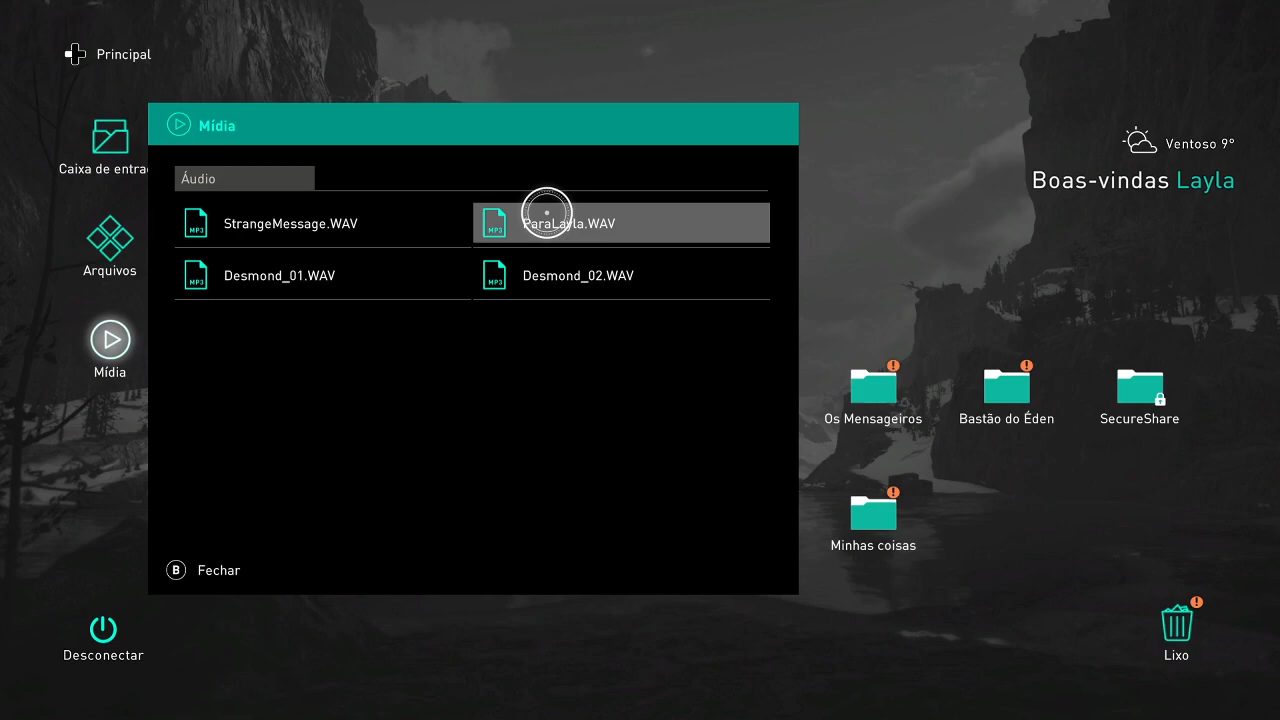 Principal
Mídia
Caixa de entra
Áudio
StrangeMessage.WAV
MP3
ParaLayla.WAV
MP3
Desmond_01.WAV
MP3
Desmond_02.WAV
MP3
Arquivos
Mídia
B Fechar
Desconectar
Ventoso 9°
Boas-vindas Layla
Os Mensageiros
Bastão do Éden
SecureShare
Minhas coisas
Lixo